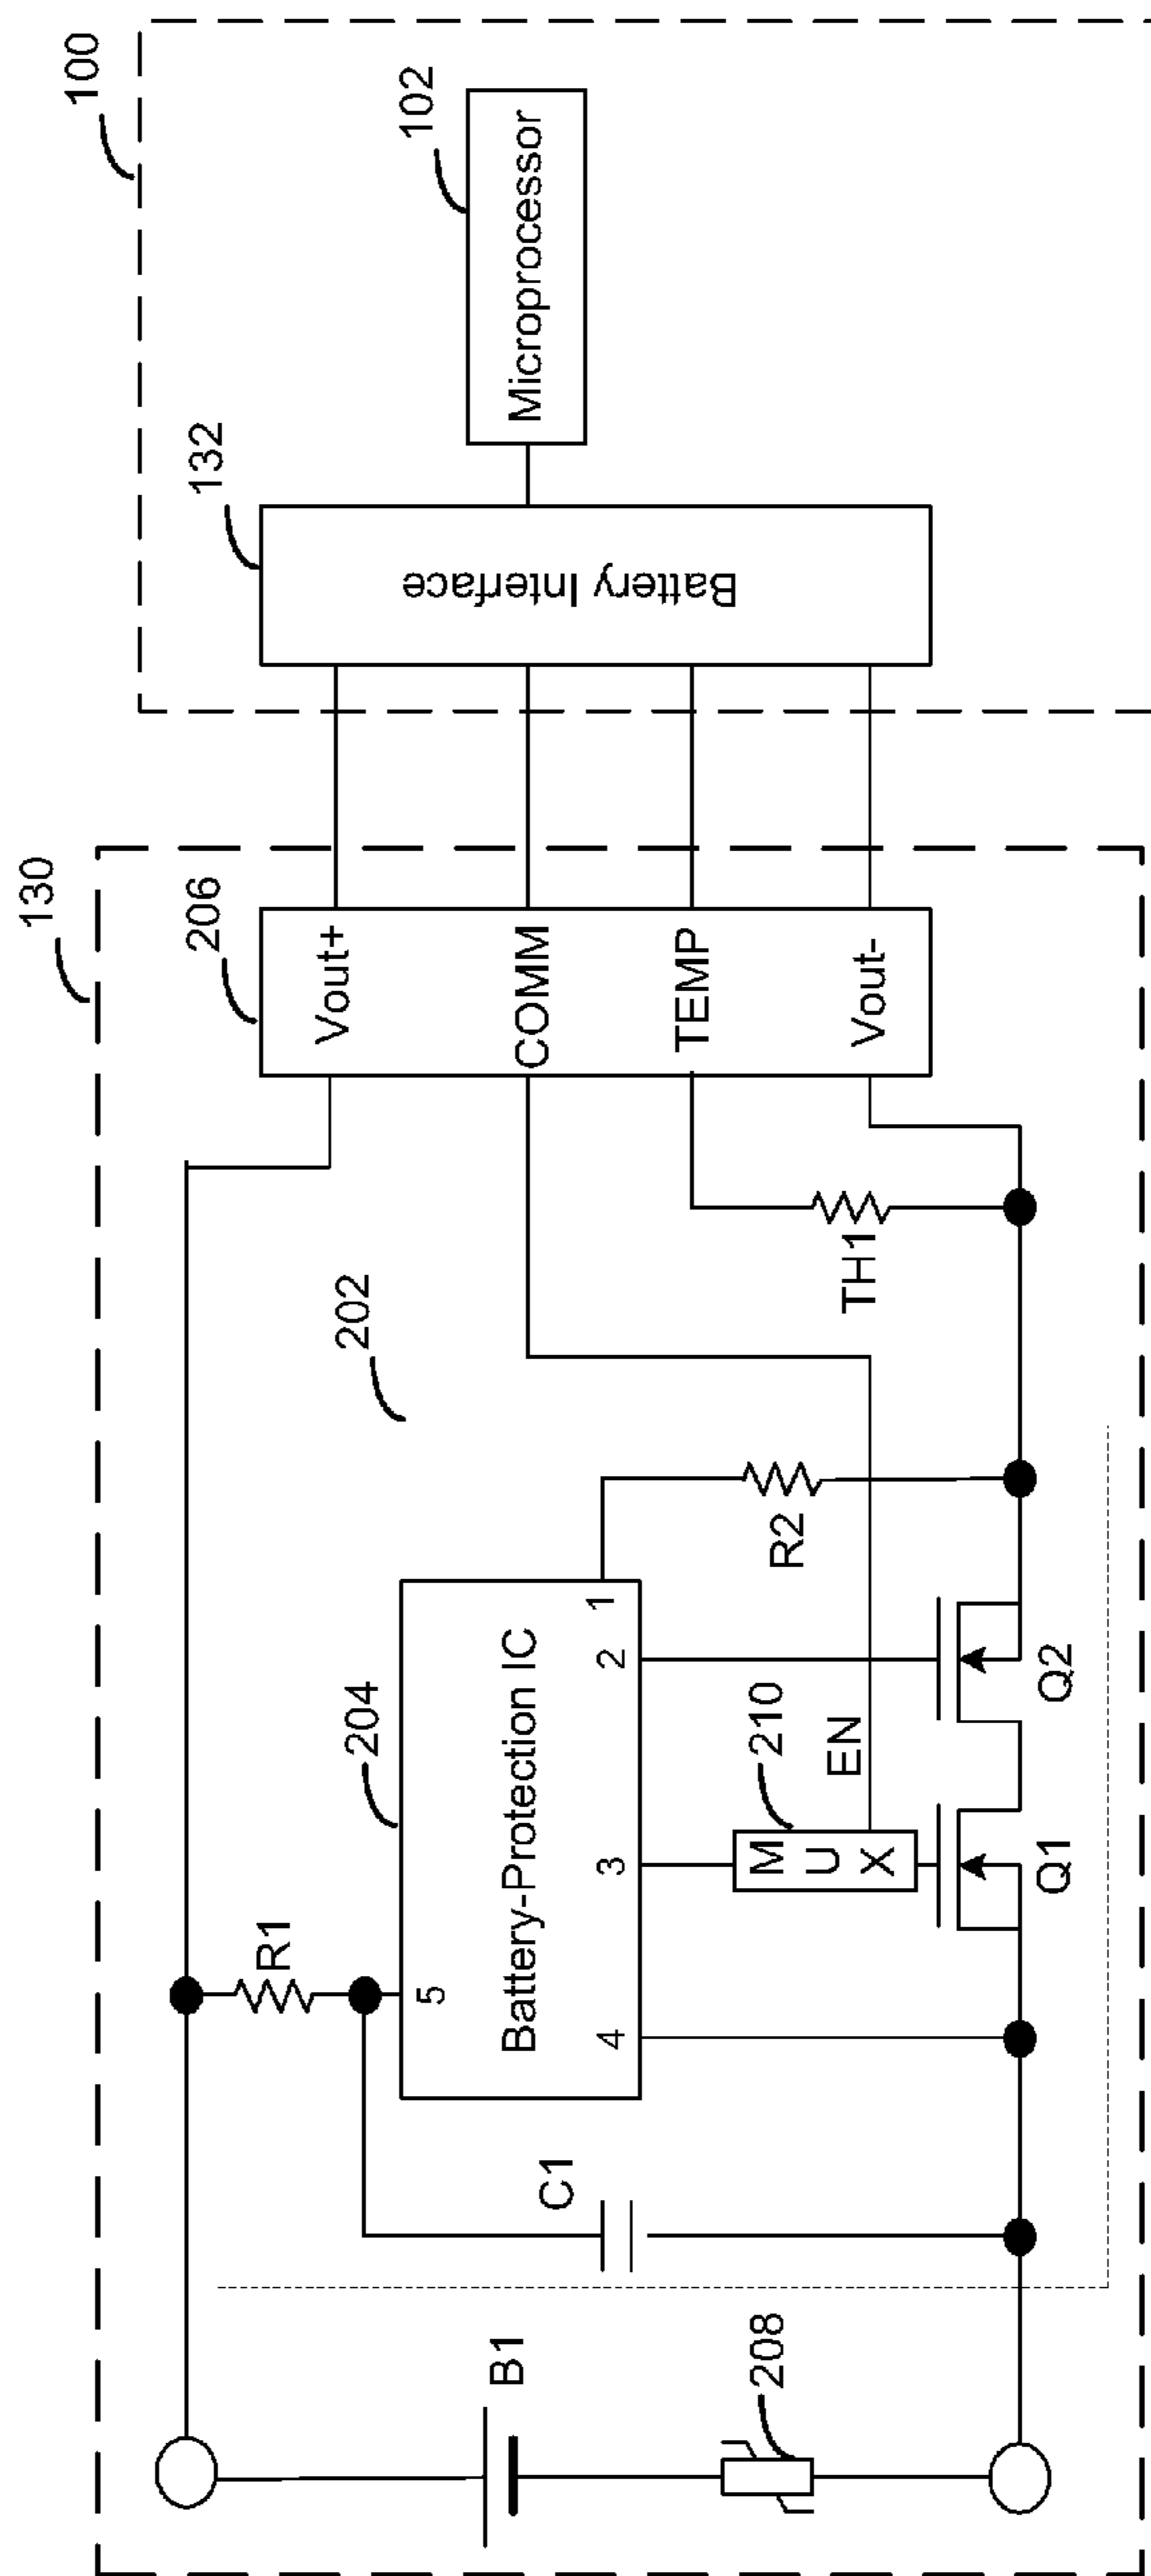 100
102
Microprocessor
132
Battery Interface
130
206
Vout+
COMM
TEMP
Vout-
202
TH1
R2
204
Battery-Protection IC
1
2
3
4
5
210
MUX
EN
Q2
Q1
R1
C1
B1
208